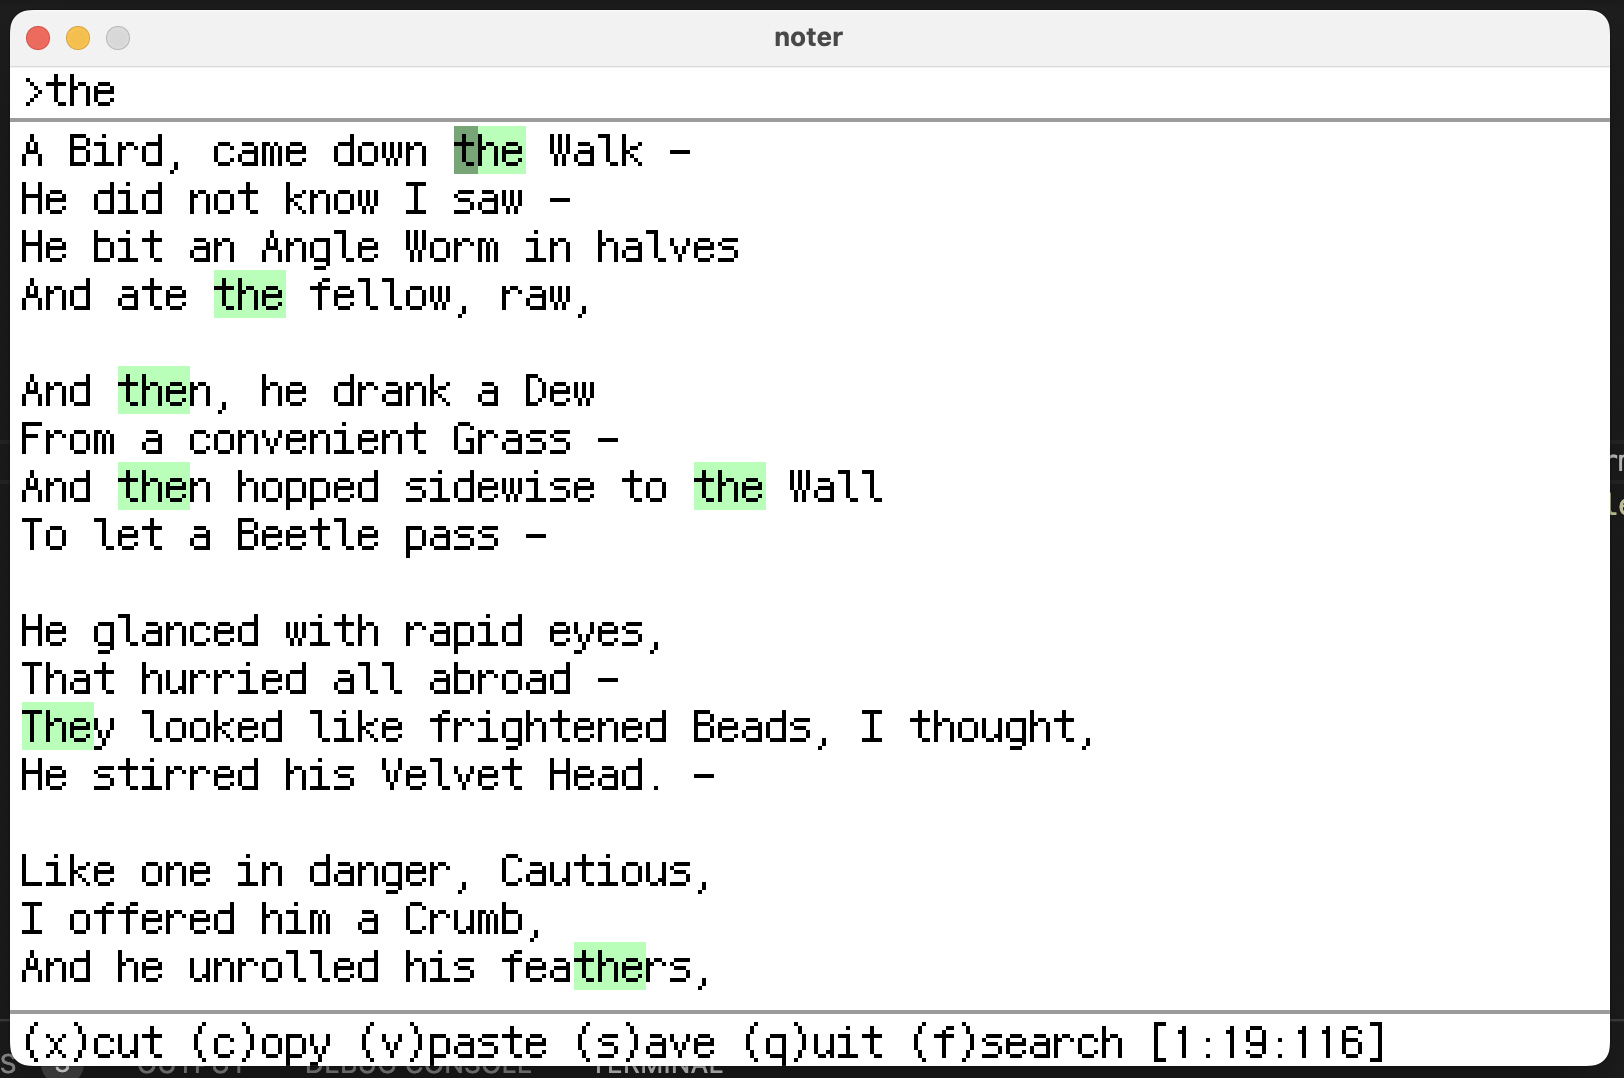 noter
>the
A Bird, came down the Walk -
He did not know I saw -
He bit an Angle Worm in halves
And ate the fellow, raw,
And then, he drank a Dew
From a convenient Grass -
And then hopped sidewise to the Wall
To let a Beetle pass -
He glanced with rapid eyes,
That hurried all abroad -
They looked like frightened Beads, I thought,
He stirred his Velvet Head. -
Like one in danger, Cautious,
I offered him a Crumb,
And he unrolled his feathers,
(x)cut (c)opy (v)paste (s)ave (q)uit (f)search [1:19:116]
OUTPUT DEBUG CONSOLE TERMINAL